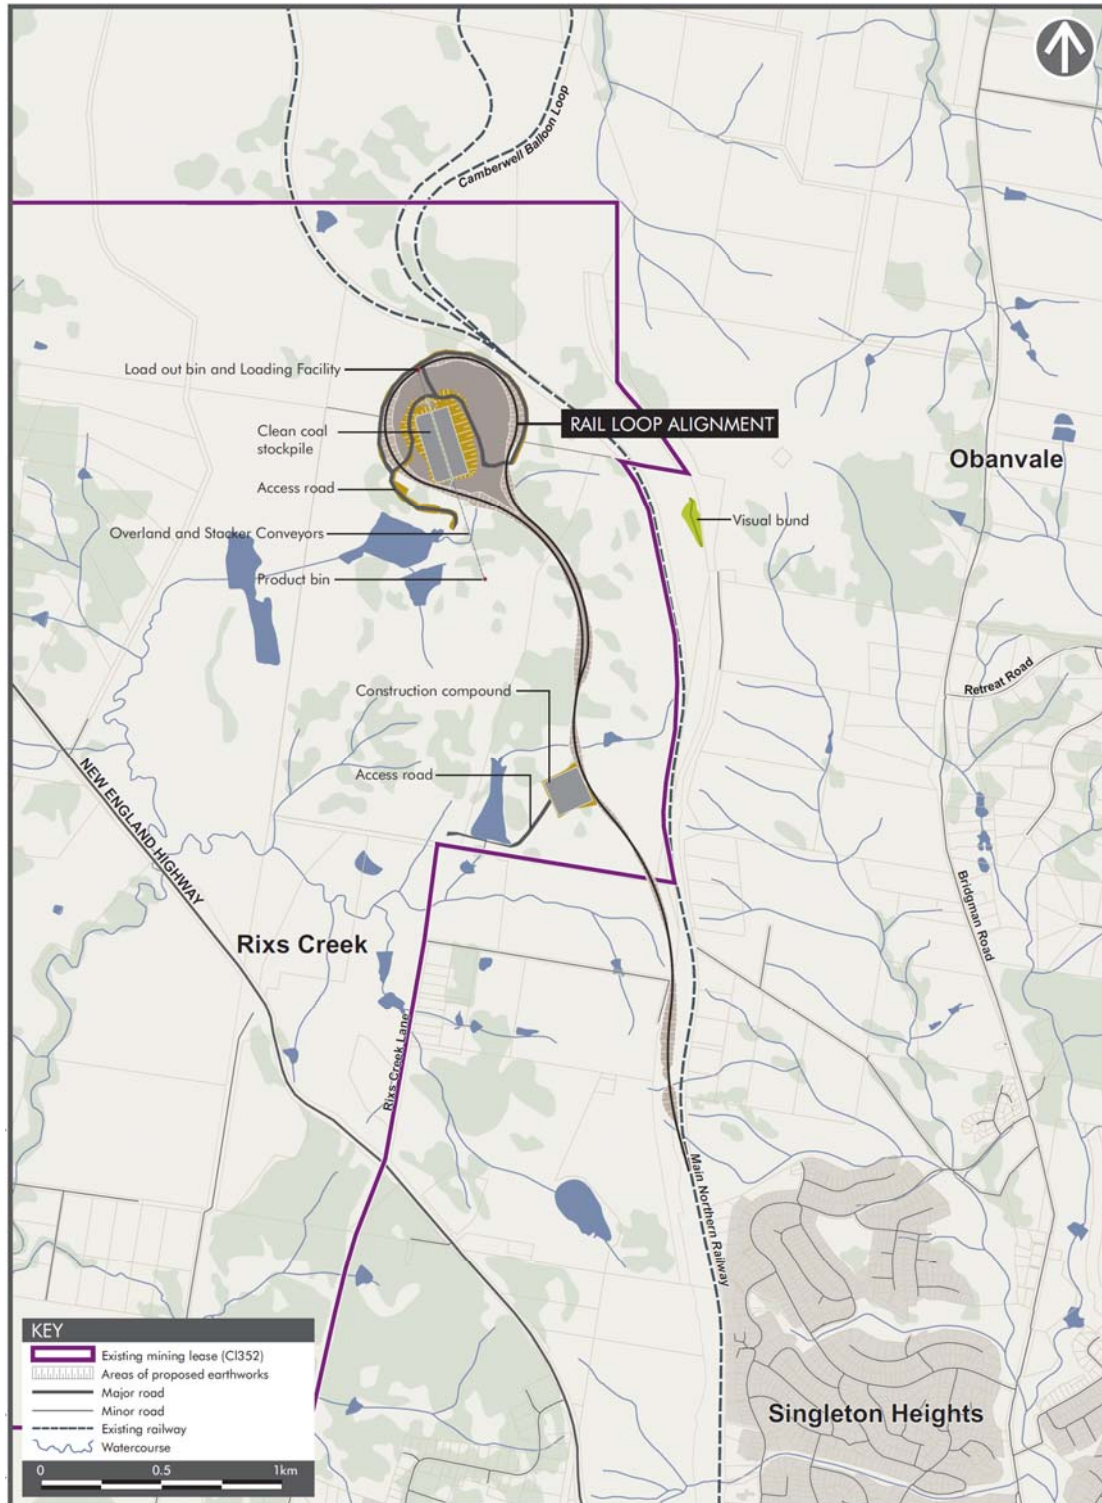 Camberwell Balloon Loop
Load out bin and Loading Facility
RAIL LOOP ALIGNMENT
Clean coal
stockpile
Obanvale
Access road
Visual bund
Overland and Stacker Conveyors
Product bin
Retreat Road
Construction compound
Access road
NEW ENGLAND HIGHWAY
Bridgman Road
Rixs Creek
Rixs Creek Lane
Main Northern Railway
Singleton Heights
KEY
Existing mining lease (Cl352)
Areas of proposed earthworks
Major road
Minor road
Existing railway
Watercourse
0 0.5 1km